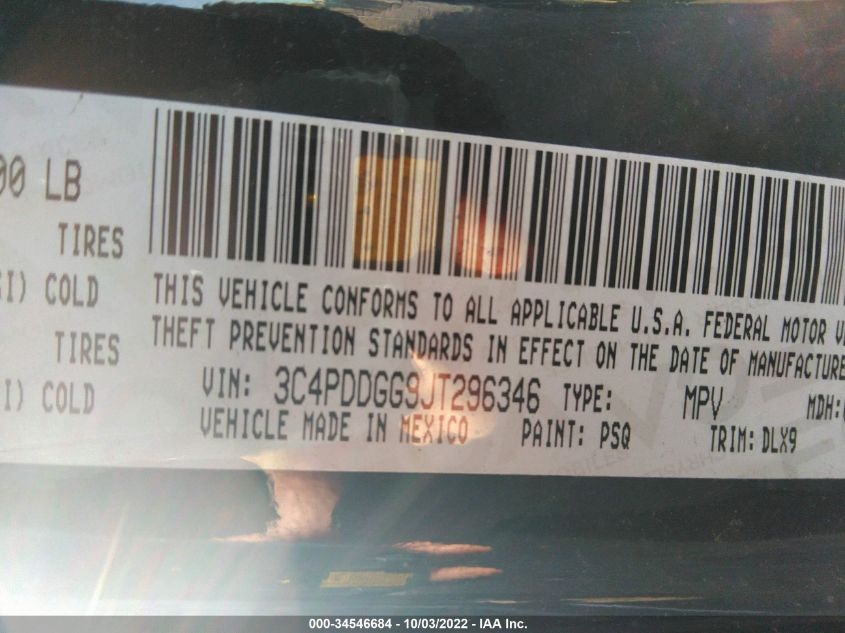 00 LB
TIRES
SI) COLD
TIRES
I) COLD
THIS VEHICLE CONFORMS TO ALL APPLICABLE U.S.A. FEDERAL MOTOR
THEFT PREVENTION STANDARDS IN EFFECT ON THE DATE OF MANUFACTURE
VIN: 3C4PDDGG9JT296346 TYPE: MPV MDH:
VEHICLE MADE IN MEXICO PAINT: PSQ TRIM: DLX9
000-34546684 - 10/03/2022 - IAA Inc.